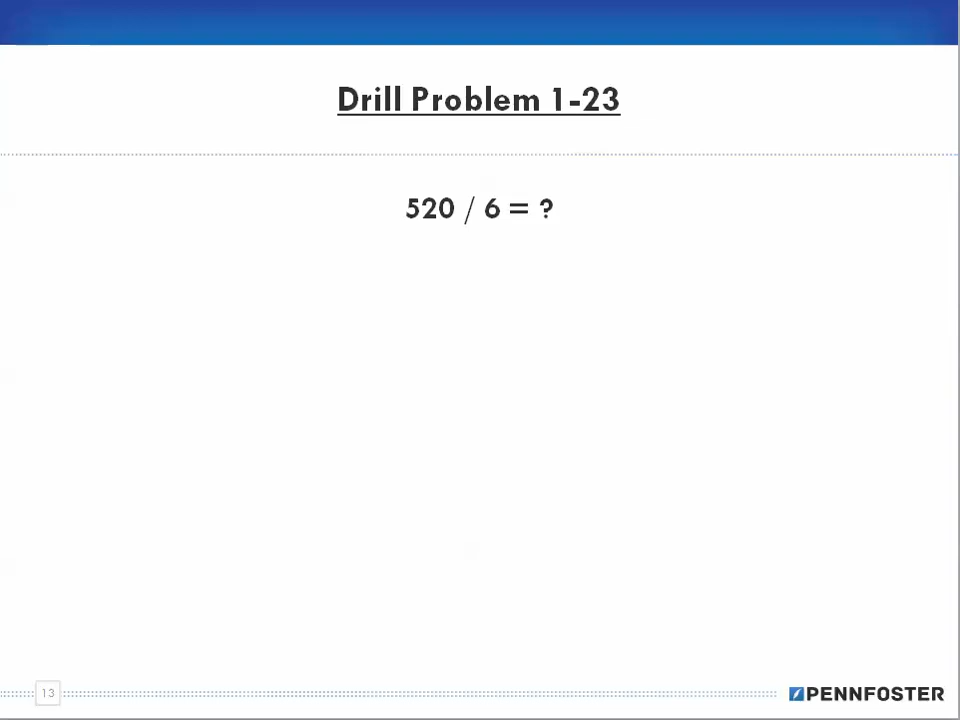 Drill Problem 1-23
520 / 6 = ?
13
PENNFOSTER